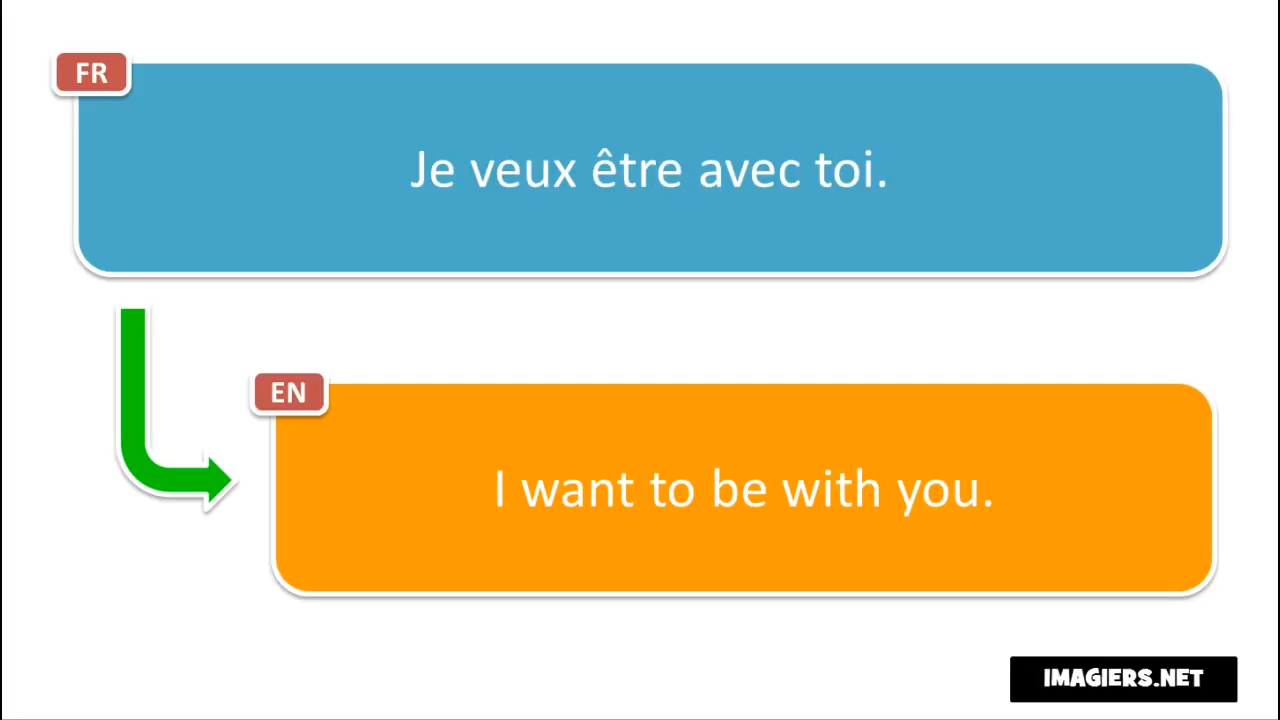 FR
Je veux être avec toi.
EN
I want to be with you.
IMAGIERS.NET